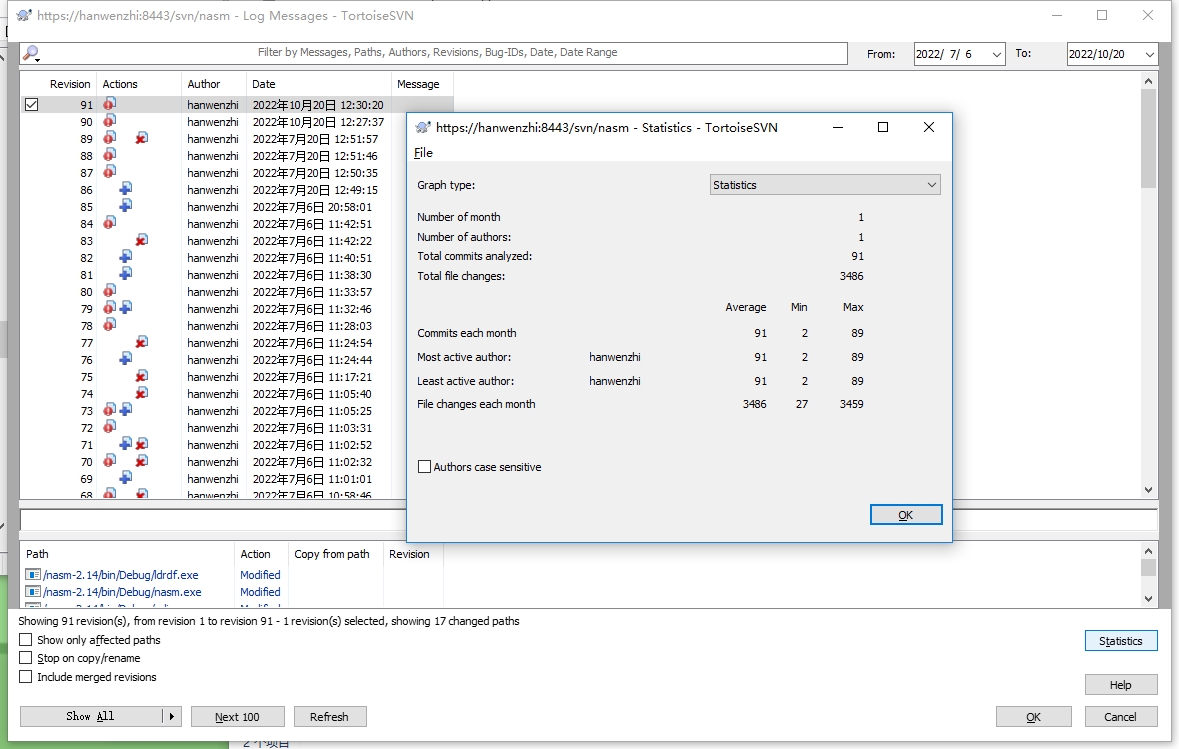 https://hanwenzhi:8443/svn/nasm - Log Messages - TortoiseSVN
Filter by Messages, Paths, Authors, Revisions, Bug-IDs, Date, Date Range
From: 2022/ 7/ 6 To: 2022/10/20
Revision Actions Author Date Message
91 hanwenzhi 2022年10月20日 12:30:20
90 hanwenzhi 2022年10月20日 12:27:37
89 hanwenzhi 2022年7月20日 12:51:57
88 hanwenzhi 2022年7月20日 12:51:46
87 hanwenzhi 2022年7月20日 12:50:35
86 hanwenzhi 2022年7月20日 12:49:15
85 hanwenzhi 2022年7月6日 20:58:01
84 hanwenzhi 2022年7月6日 11:42:51
83 hanwenzhi 2022年7月6日 11:42:22
82 hanwenzhi 2022年7月6日 11:40:51
81 hanwenzhi 2022年7月6日 11:38:30
80 hanwenzhi 2022年7月6日 11:33:57
79 hanwenzhi 2022年7月6日 11:32:46
78 hanwenzhi 2022年7月6日 11:28:03
77 hanwenzhi 2022年7月6日 11:24:54
76 hanwenzhi 2022年7月6日 11:24:44
75 hanwenzhi 2022年7月6日 11:17:21
74 hanwenzhi 2022年7月6日 11:05:40
73 hanwenzhi 2022年7月6日 11:05:25
72 hanwenzhi 2022年7月6日 11:03:31
71 hanwenzhi 2022年7月6日 11:02:52
70 hanwenzhi 2022年7月6日 11:02:32
69 hanwenzhi 2022年7月6日 11:01:01
68 hanwenzhi 2022年7月6日 10:58:46
https://hanwenzhi:8443/svn/nasm - Statistics - TortoiseSVN
File
Graph type: Statistics
Number of month 1
Number of authors: 1
Total commits analyzed: 91
Total file changes: 3486
Average Min Max
Commits each month 91 2 89
Most active author: hanwenzhi 91 2 89
Least active author: hanwenzhi 91 2 89
File changes each month 3486 27 3459
Authors case sensitive
OK
Path Action Copy from path Revision
/nasm-2.14/bin/Debug/ldrdf.exe Modified
/nasm-2.14/bin/Debug/nasm.exe Modified
Showing 91 revision(s), from revision 1 to revision 91 - 1 revision(s) selected, showing 17 changed paths
Show only affected paths
Stop on copy/rename
Include merged revisions
Statistics
Help
Show All Next 100 Refresh OK Cancel
2 个项目